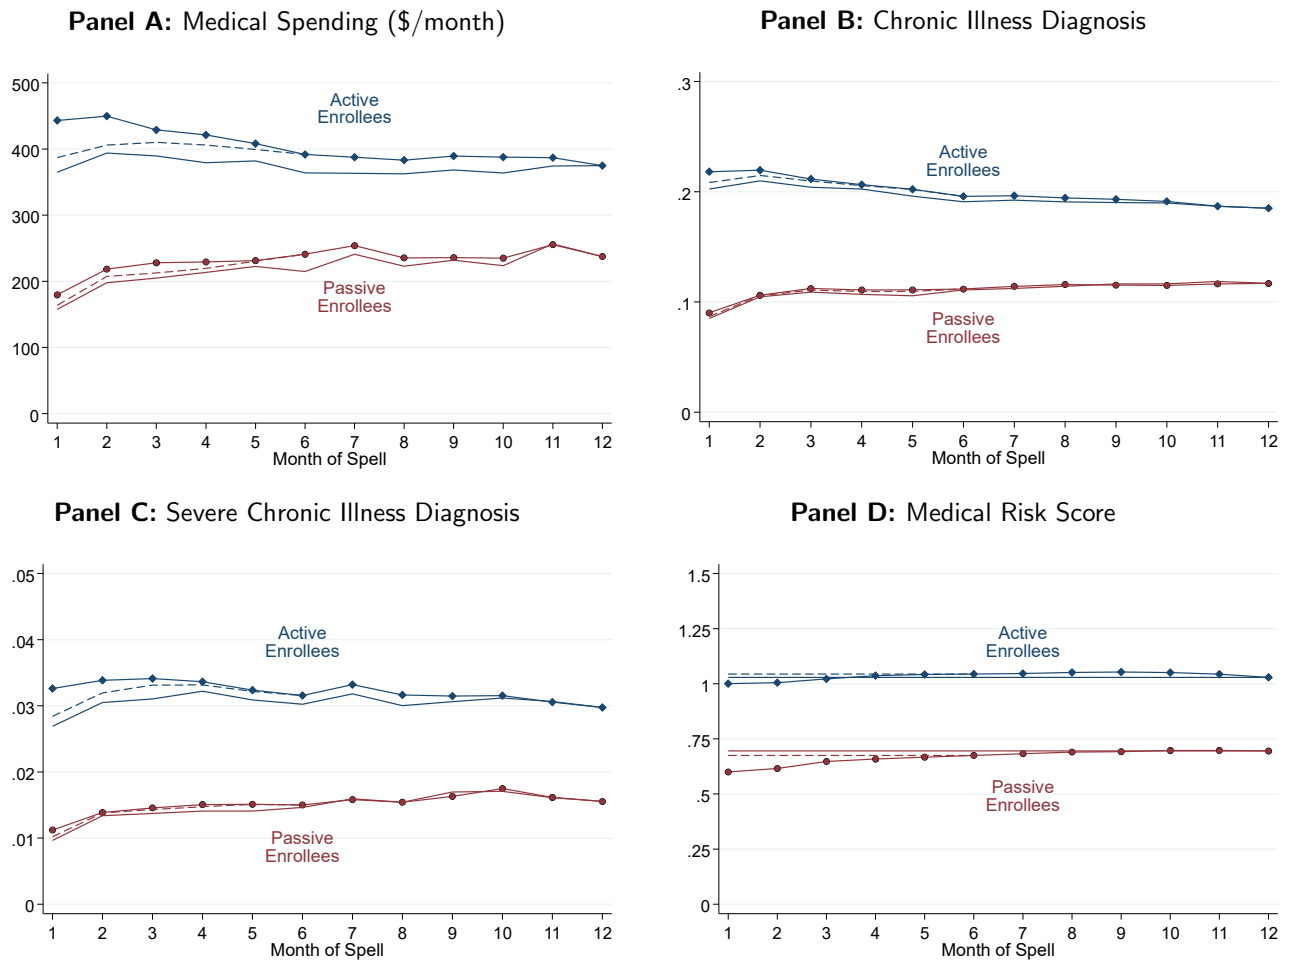 Panel A: Medical Spending ($/month)
500
400
300
200
100
0
Active
Enrollees
Passive
Enrollees
1 2 3 4 5 6 7 8 9 10 11 12
Month of Spell
Panel B: Chronic Illness Diagnosis
.3
.2
.1
0
Active
Enrollees
Passive
Enrollees
1 2 3 4 5 6 7 8 9 10 11 12
Month of Spell
Panel C: Severe Chronic Illness Diagnosis
.05
.04
.03
.02
.01
0
Active
Enrollees
Passive
Enrollees
1 2 3 4 5 6 7 8 9 10 11 12
Month of Spell
Panel D: Medical Risk Score
1.5
1.25
1
.75
.5
.25
0
Active
Enrollees
Passive
Enrollees
1 2 3 4 5 6 7 8 9 10 11 12
Month of Spell